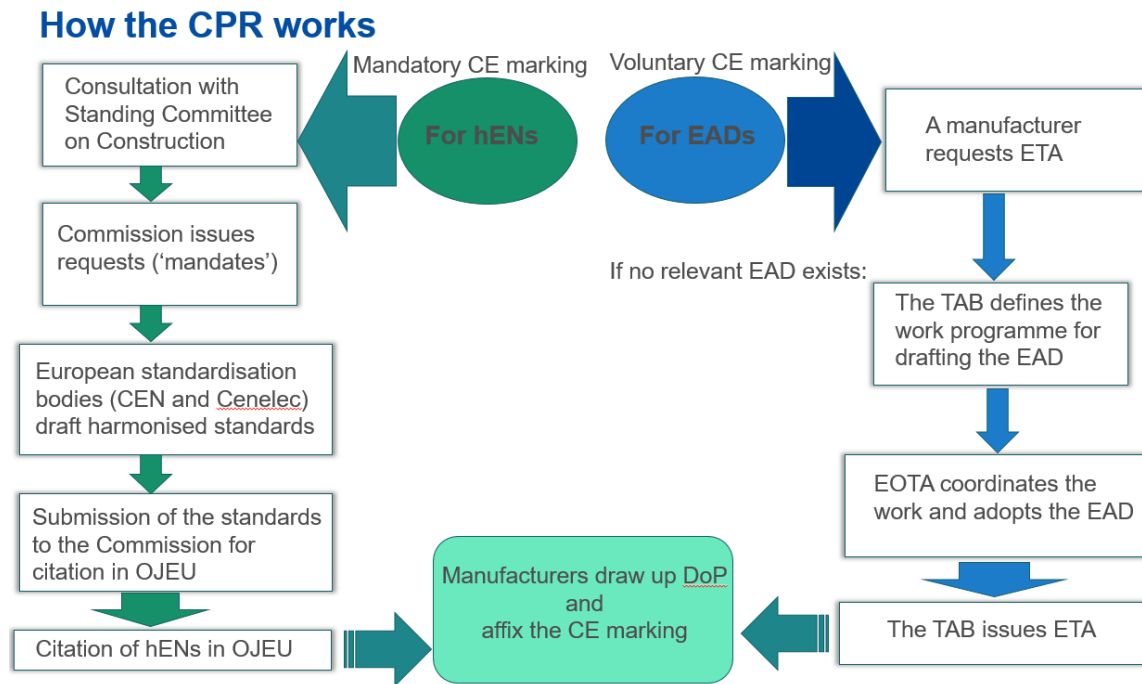 How the CPR works
Mandatory CE marking
For hENs
Consultation with
Standing Committee
on Construction
Commission issues
requests (‘mandates’)
European standardisation
bodies (CEN and Cenelec)
draft harmonised standards
Submission of the standards
to the Commission for
citation in OJEU
Citation of hENs in OJEU
Voluntary CE marking
For EADs
A manufacturer
requests ETA
If no relevant EAD exists:
The TAB defines the
work programme for
drafting the EAD
EOTA coordinates the
work and adopts the EAD
The TAB issues ETA
Manufacturers draw up DoP
and
affix the CE marking